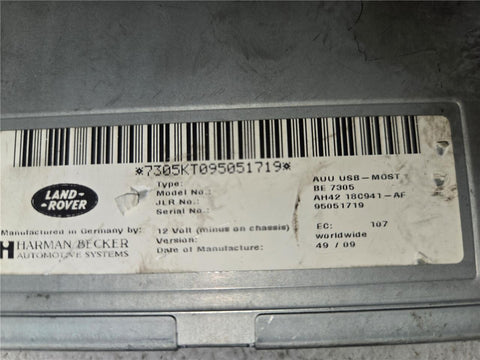 *7305KT095051719*
LAND-
ROVER
Type: AUU USB-MOST
Model No.: BE 7305
JLR No.: AH42 18C941-AF
Serial No.: 95051719
Manufactured in Germany by: 12 Volt (minus on chassis) EC: 107
HARMAN/BECKER Version: worldwide
AUTOMOTIVE SYSTEMS Date of Manufacture: 49 / 09